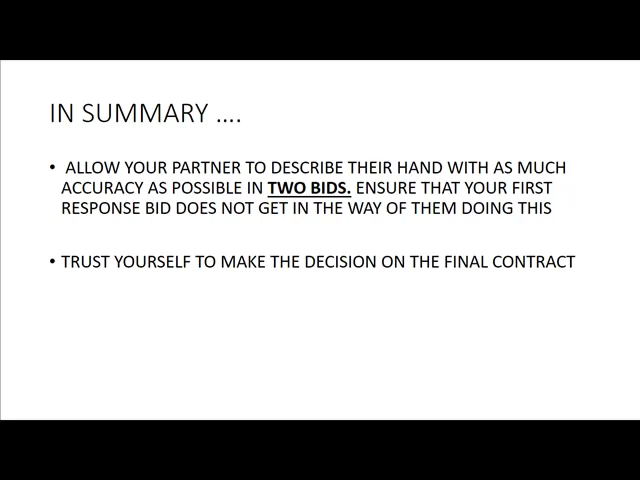 IN SUMMARY ….
• ALLOW YOUR PARTNER TO DESCRIBE THEIR HAND WITH AS MUCH
ACCURACY AS POSSIBLE IN TWO BIDS. ENSURE THAT YOUR FIRST
RESPONSE BID DOES NOT GET IN THE WAY OF THEM DOING THIS
• TRUST YOURSELF TO MAKE THE DECISION ON THE FINAL CONTRACT